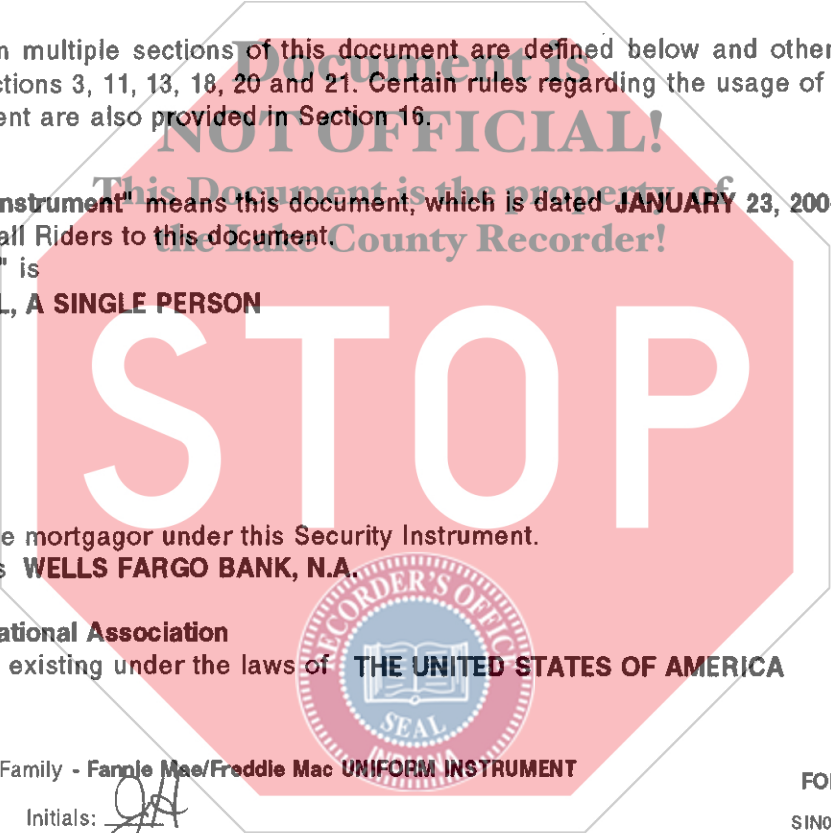 n multiple sections of this document are defined below and other
Document is
ctions 3, 11, 13, 18, 20 and 21. Certain rules regarding the usage of
ent are also provided in Section 16.
NOT OFFICIAL!
nstrument" means this document, which is dated JANUARY 23, 200
This Document is the property of
all Riders to this document.
the Lake County Recorder!
" is
L, A SINGLE PERSON
STOP
e mortgagor under this Security Instrument.
s WELLS FARGO BANK, N.A.
RECORDER'S OFFICE
ational Association
existing under the laws of THE UNITED STATES OF AMERICA
SEAL
INDIANA
Family - Fannie Mae/Freddie Mac UNIFORM INSTRUMENT
FO
Initials: JH
SIN0